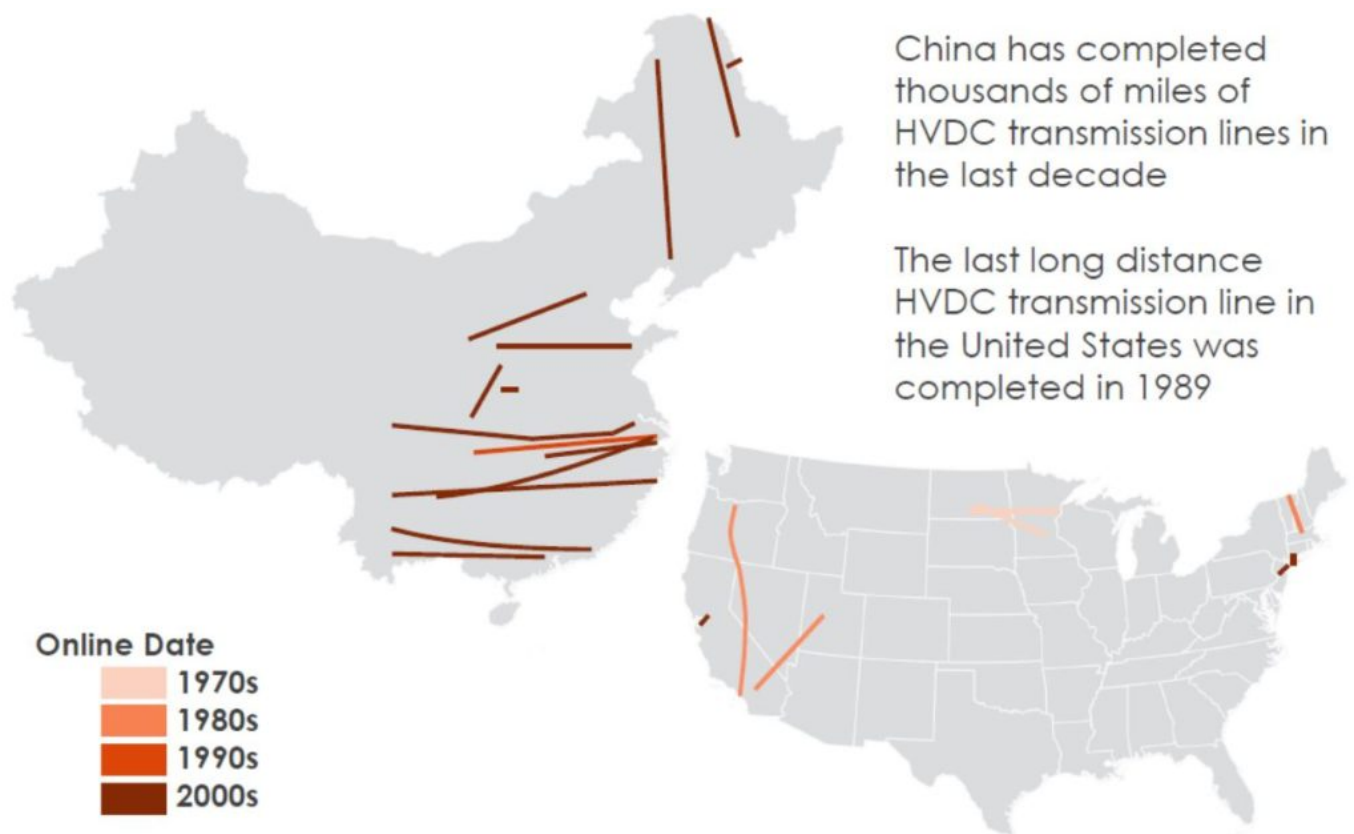 China has completed
thousands of miles of
HVDC transmission lines in
the last decade
The last long distance
HVDC transmission line in
the United States was
completed in 1989
Online Date
1970s
1980s
1990s
2000s